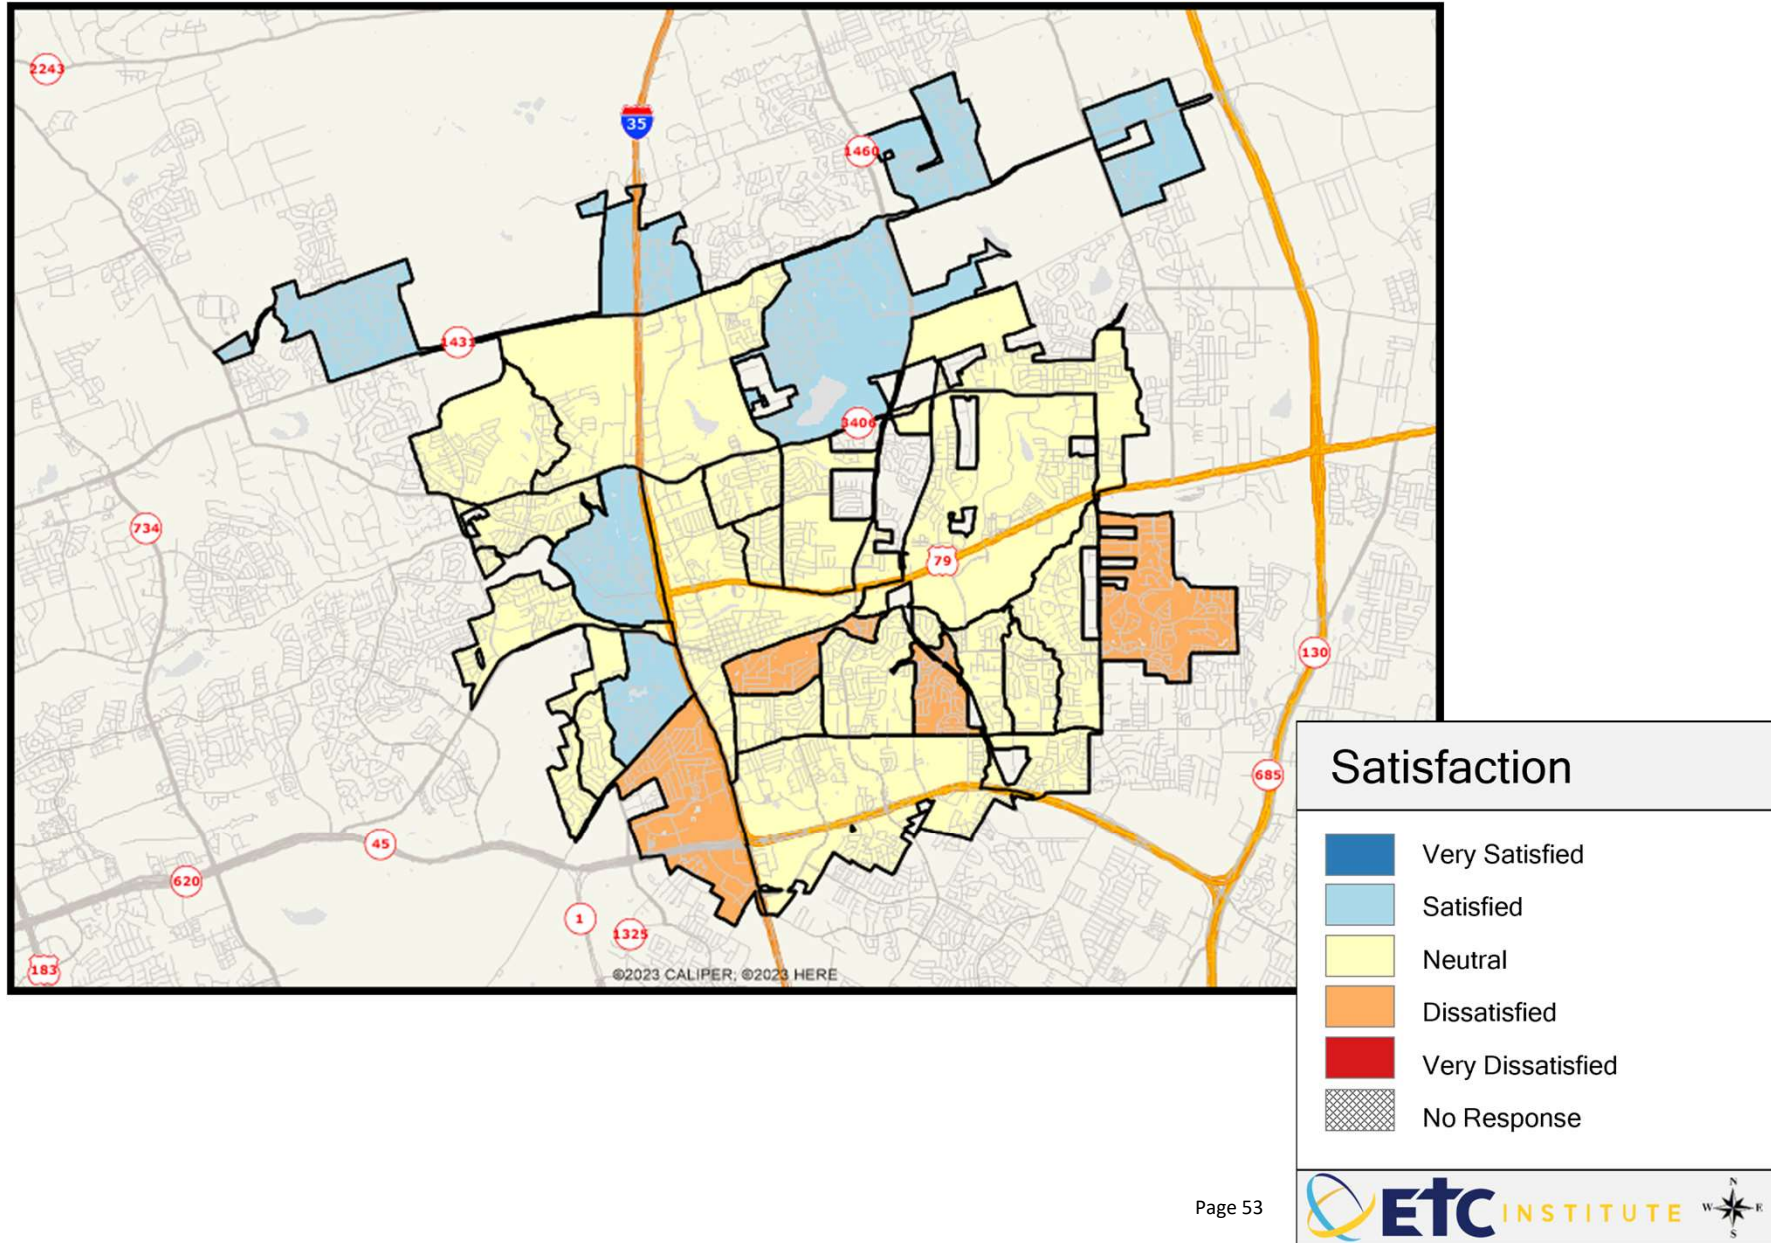 2243
35
1460
1431
3406
734
79
130
685
45
620
1
1325
183
©2023 CALIPER; ©2023 HERE
Satisfaction
Very Satisfied
Satisfied
Neutral
Dissatisfied
Very Dissatisfied
No Response
Page 53
ETC INSTITUTE
N
W E
S